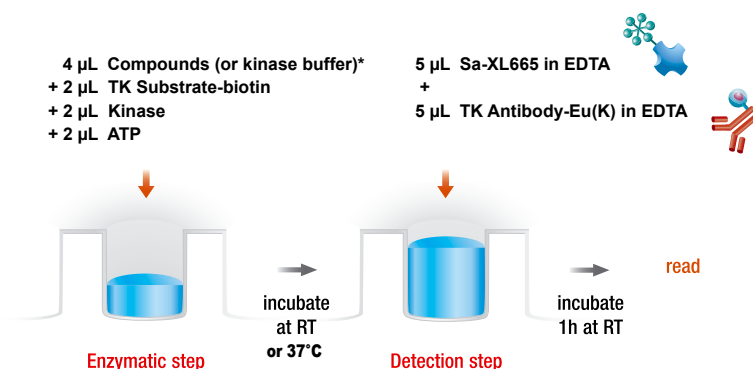 4 µL Compounds (or kinase buffer)*
+ 2 µL TK Substrate-biotin
+ 2 µL Kinase
+ 2 µL ATP
5 µL Sa-XL665 in EDTA
+
5 µL TK Antibody-Eu(K) in EDTA
incubate
at RT
or 37°C
incubate
1h at RT
read
Enzymatic step
Detection step